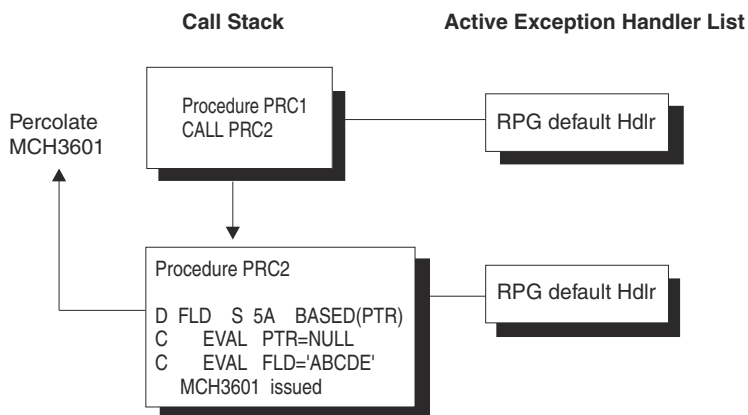 Call Stack
Active Exception Handler List
Procedure PRC1
CALL PRC2
RPG default Hdlr
Percolate
MCH3601
Procedure PRC2
D FLD S 5A BASED(PTR)
C EVAL PTR=NULL
C EVAL FLD='ABCDE'
MCH3601 issued
RPG default Hdlr